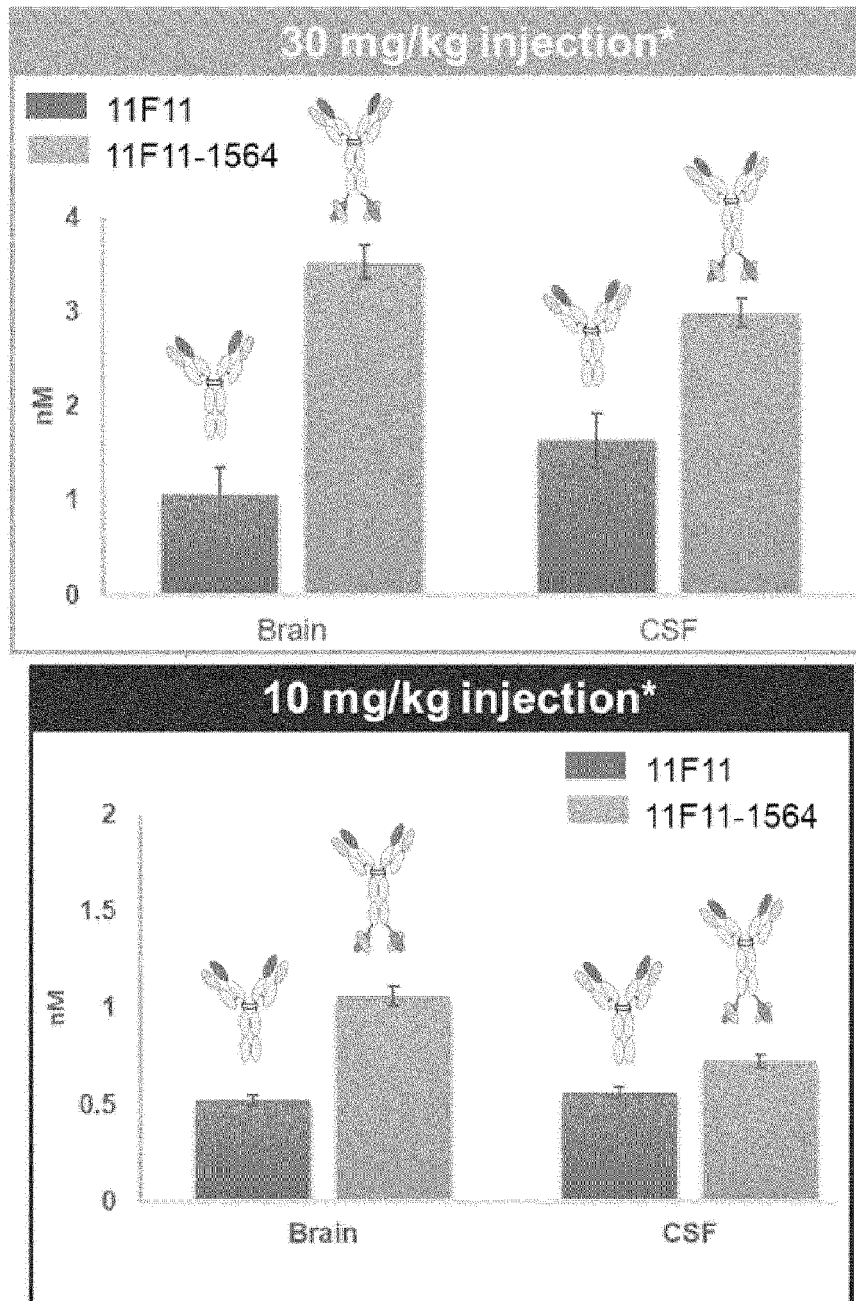 30 mg/kg injection*
11F11
11F11-1564
4
3
nM
2
1
0
Brain
CSF
10 mg/kg injection*
11F11
11F11-1564
2
1.5
1
nM
0.5
0
Brain
CSF